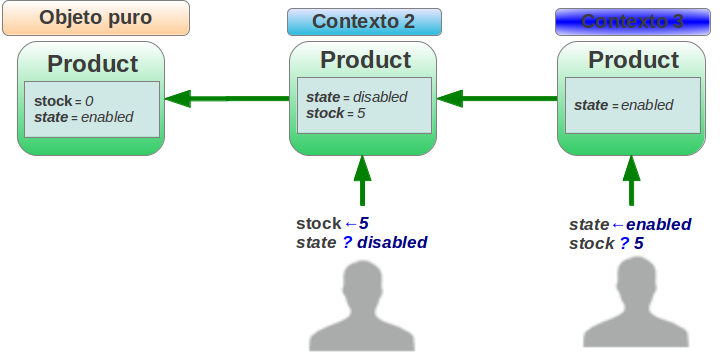 Objeto puro
Contexto 2
Contexto 3
Product
stock = 0
state = enabled
Product
state = disabled
stock = 5
Product
state = enabled
stock←5
state ? disabled
state←enabled
stock ? 5